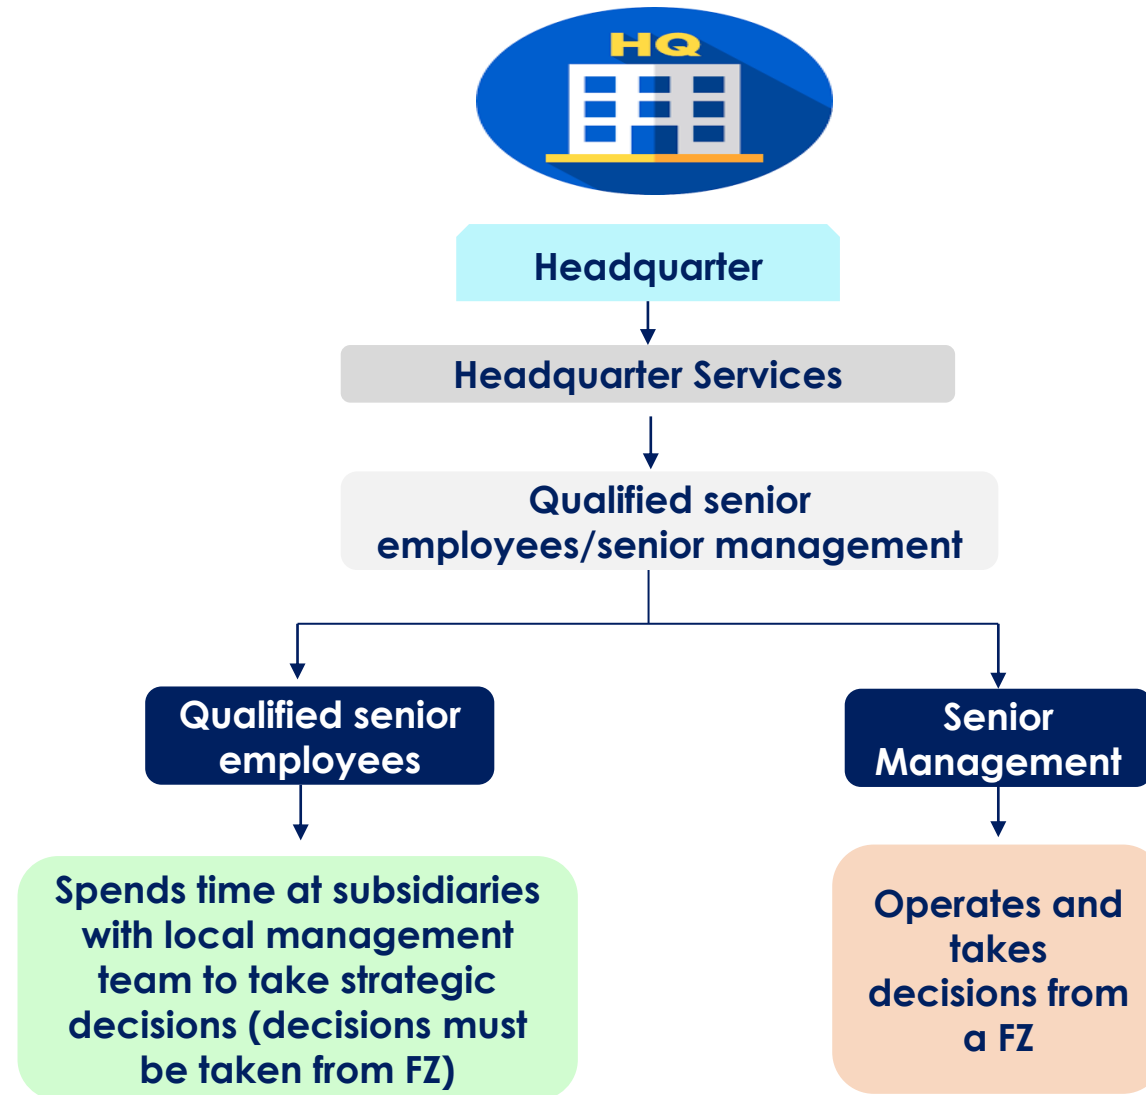 HQ
Headquarter
Headquarter Services
Qualified senior
employees/senior management
Qualified senior
employees
Senior
Management
Spends time at subsidiaries
with local management
team to take strategic
decisions (decisions must
be taken from FZ)
Operates and
takes
decisions from
a FZ